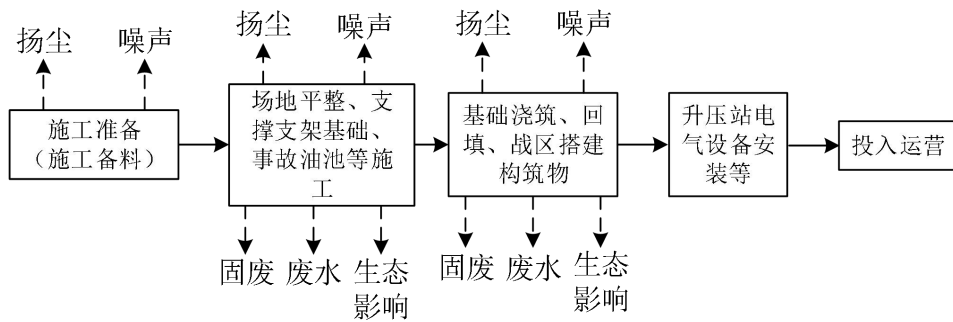 扬尘
噪声
扬尘
噪声
扬尘
噪声
施工准备
（施工备料）
场地平整、支
撑支架基础、
事故油池等施
工
基础浇筑、回
填、战区搭建
构筑物
升压站电
气设备安
装等
投入运营
固废
废水
生态
影响
固废
废水
生态
影响